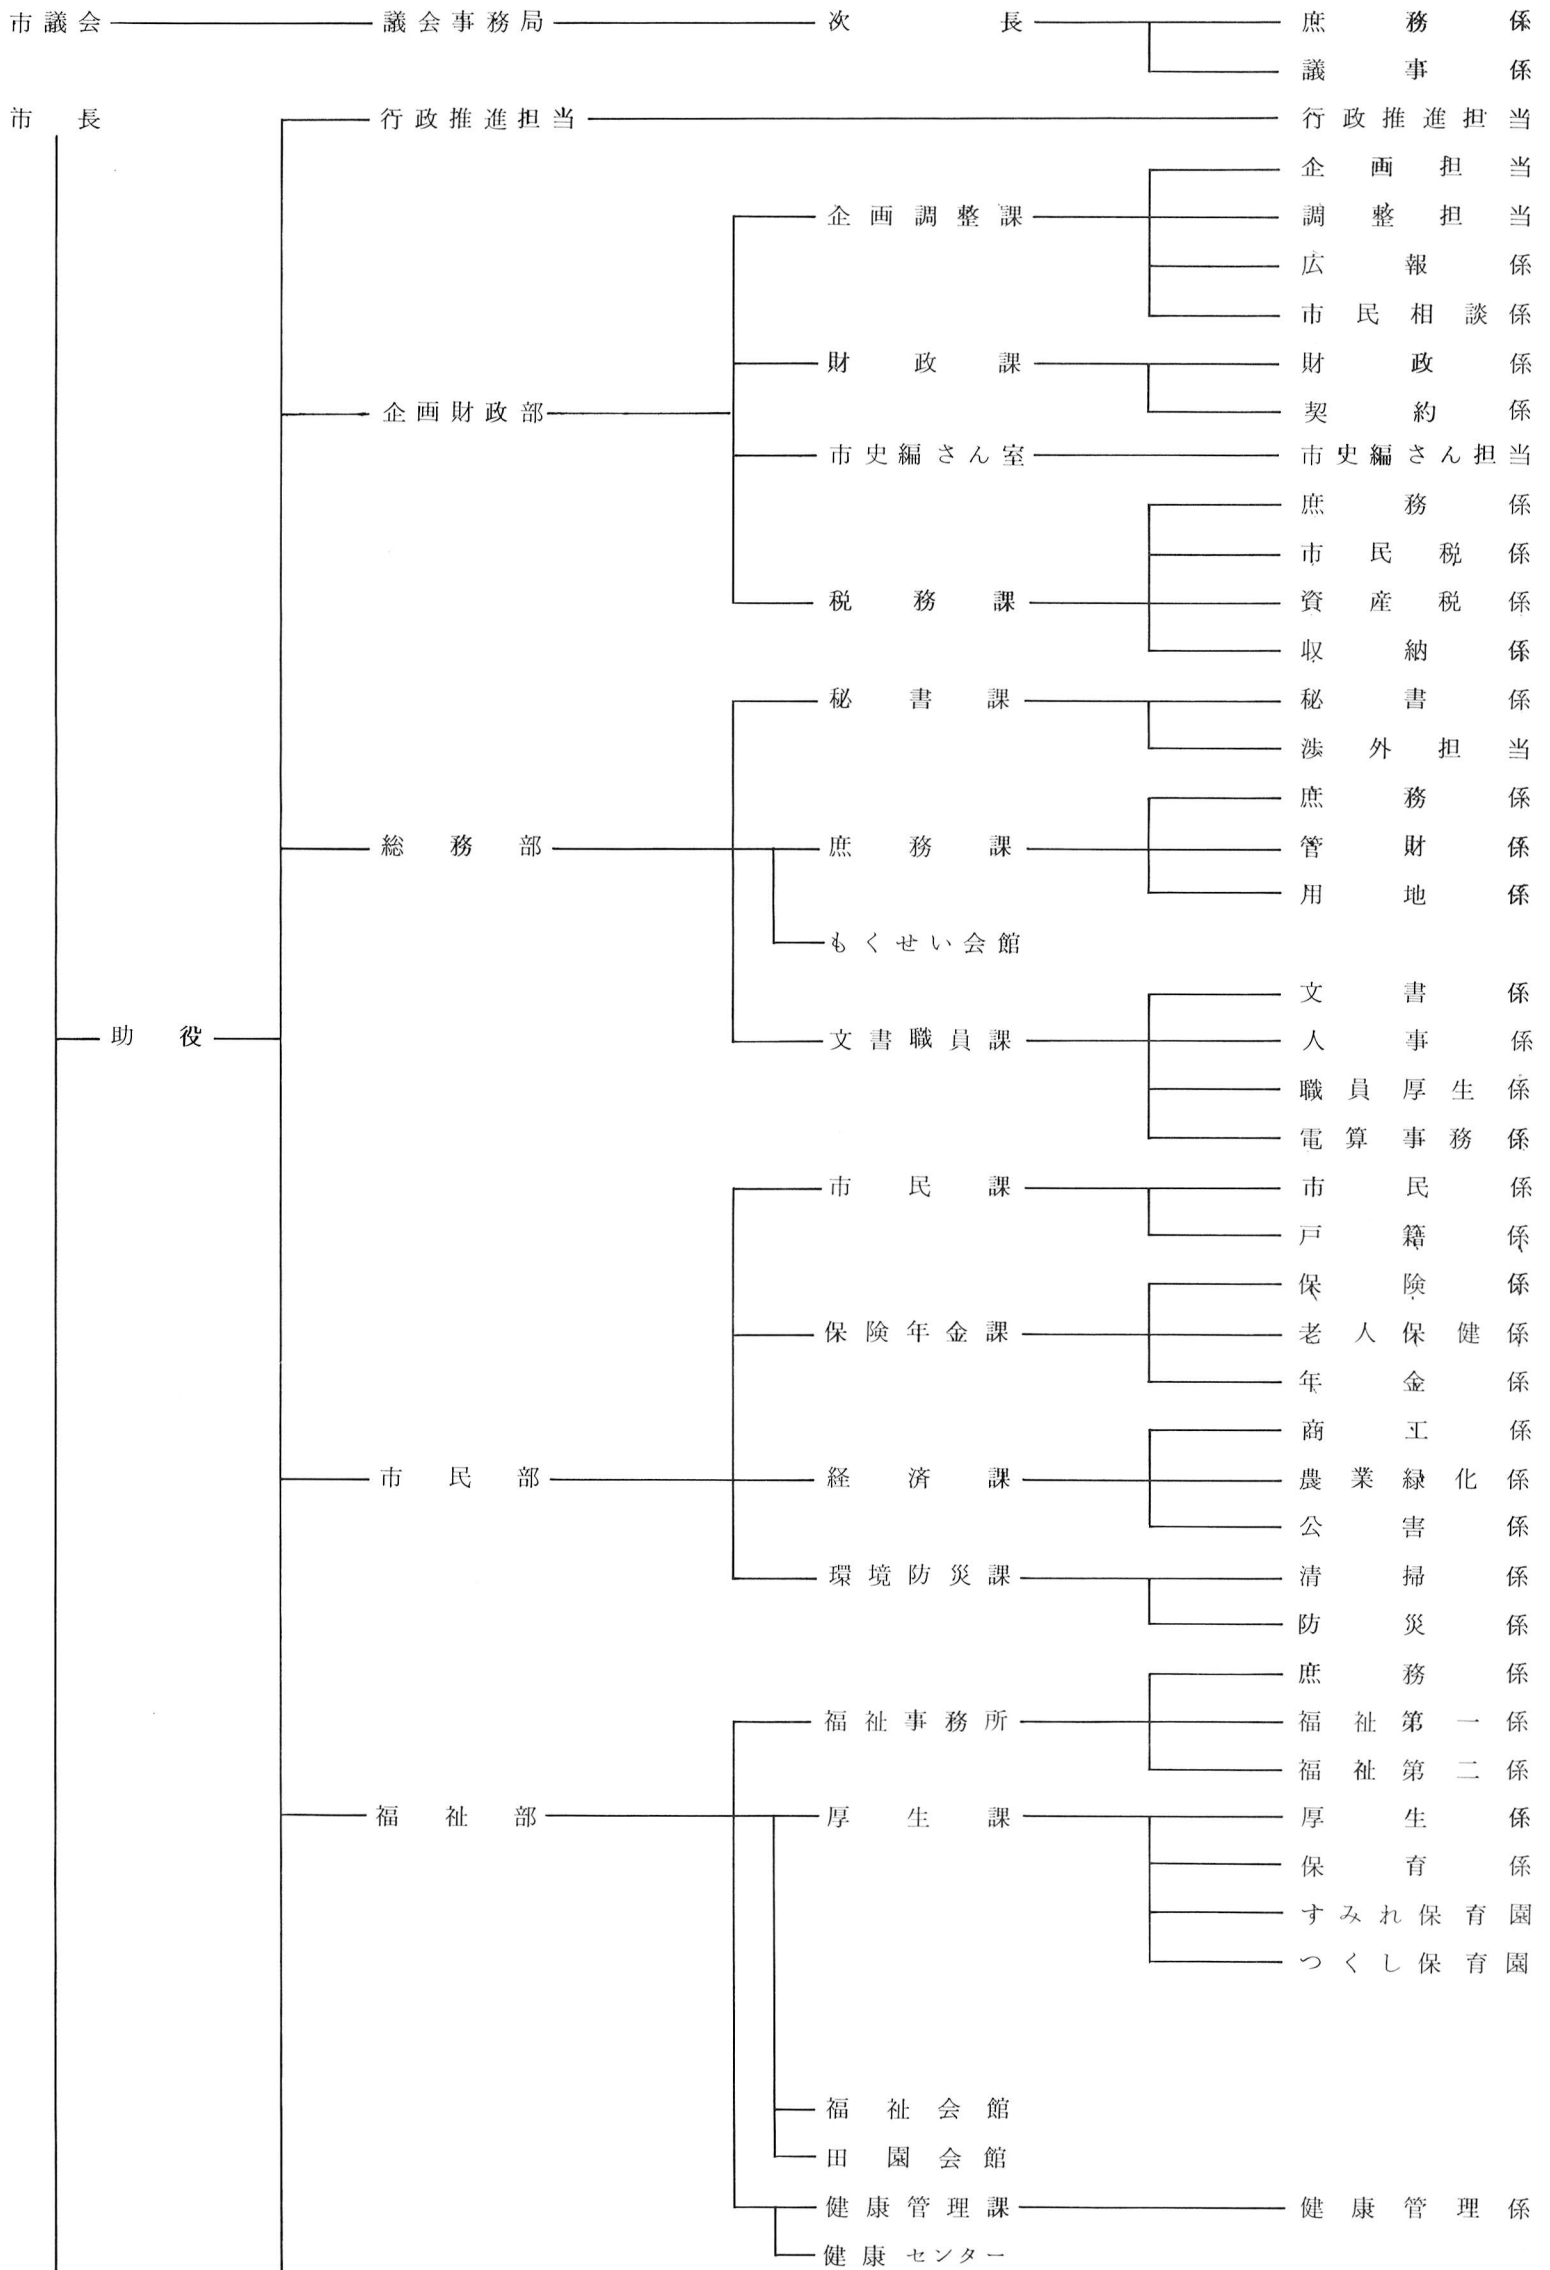 市議会 議会事務局 次長 庶務係
議事係
市長 行政推進担当 行政推進担当
企画担当
企画調整課 調整担当
広報係
市民相談係
財政課 財政係
企画財政部 契約係
市史編さん室 市史編さん担当
庶務係
市民税係
税務課 資産税係
収納係
秘書課 秘書係
渉外担当
庶務係
総務部 庶務課 管財係
用地係
もくせい会館
文書係
助役 文書職員課 人事係
職員厚生係
電算事務係
市民課 市民係
戸籍係
保険係
保険年金課 老人保健係
年金係
商工係
市民部 経済課 農業緑化係
公害係
環境防災課 清掃係
防災係
庶務係
福祉事務所 福祉第一係
福祉第二係
福祉部 厚生課 厚生係
保育係
すみれ保育園
つくし保育園
福祉会館
田園会館
健康管理課 健康管理係
健康センター